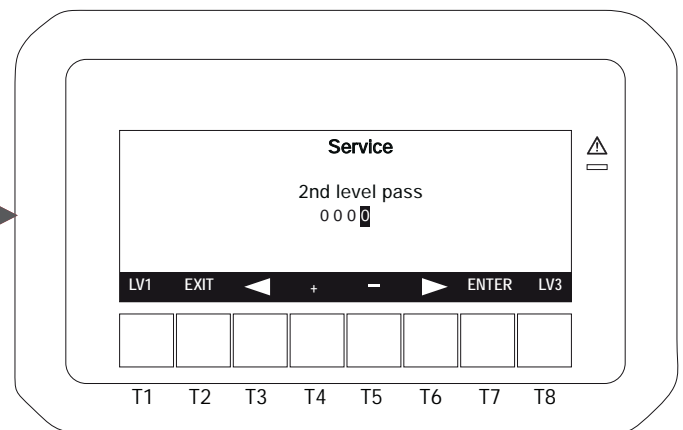 Service
2nd level pass
0000
LV1 EXIT ◀ + − ▶ ENTER LV3
T1 T2 T3 T4 T5 T6 T7 T8